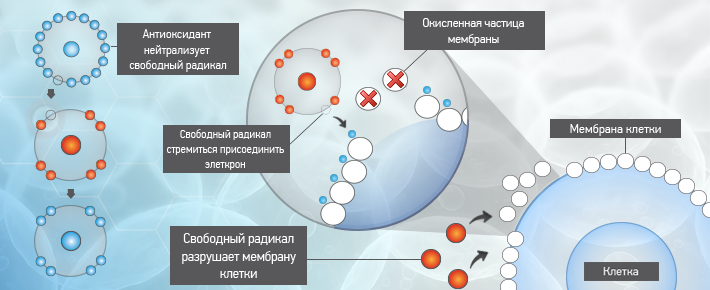 Антиоксидант
нейтрализует
свободный радикал
Окисленная частица
мембраны
Свободный радикал
стремиться присоединить
элеткрон
Мембрана клетки
Свободный радикал
разрушает мембрану
клетки
Клетка